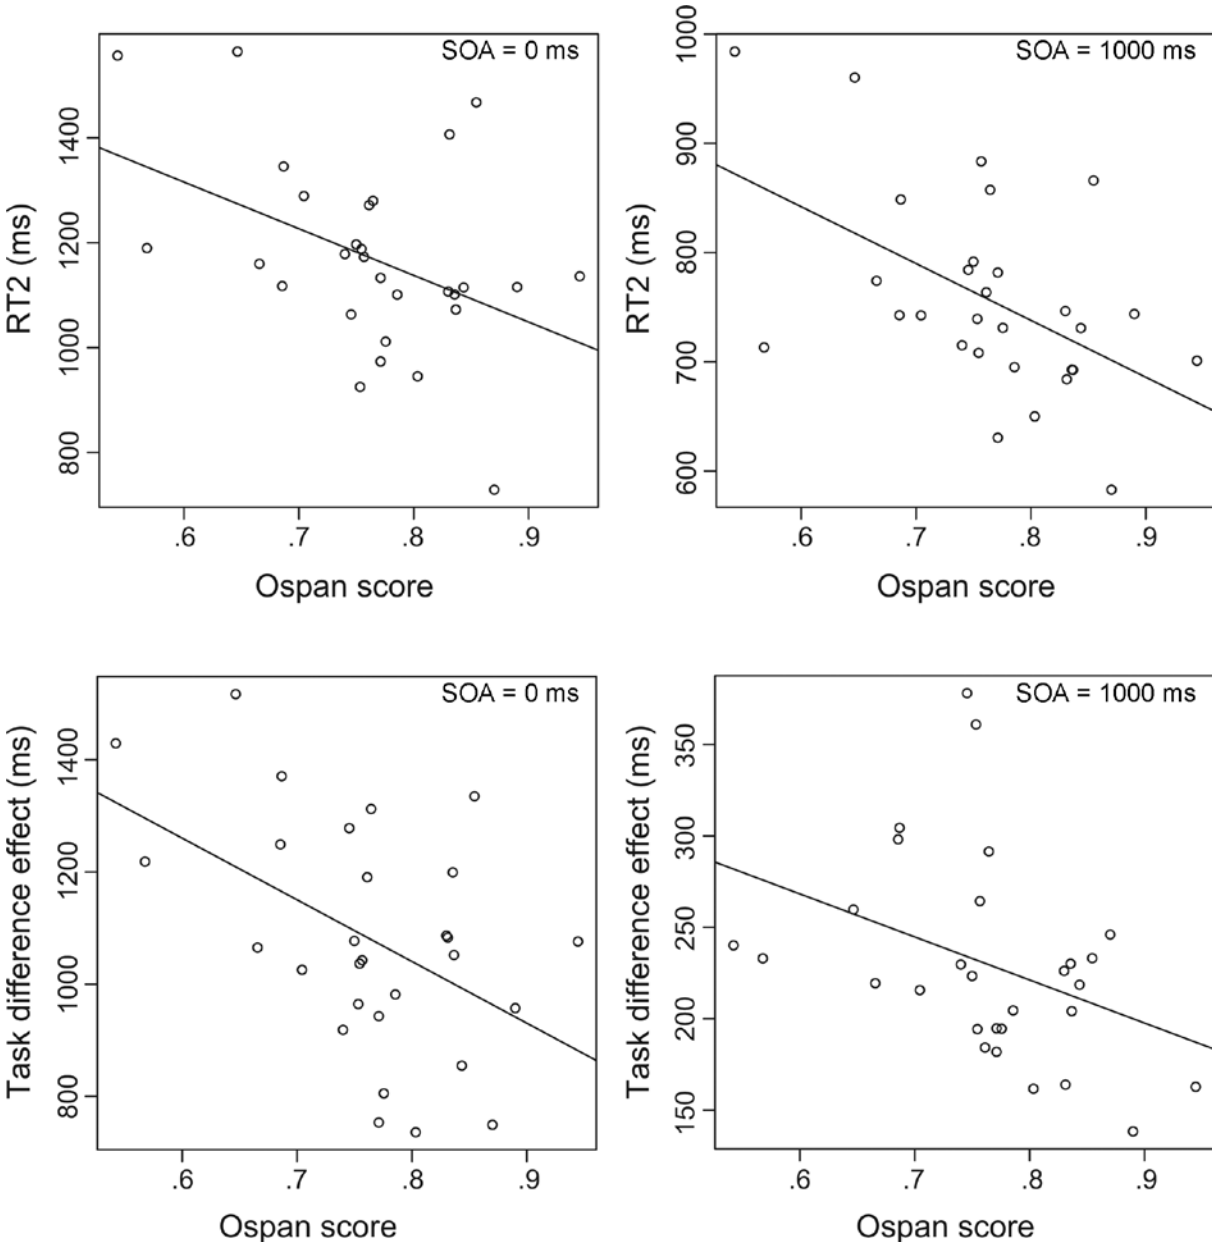 SOA = 0 ms
1400
1200
1000
800
RT2 (ms)
.6 .7 .8 .9
Ospan score
SOA = 1000 ms
1000
900
800
700
600
RT2 (ms)
.6 .7 .8 .9
Ospan score
SOA = 0 ms
1400
1200
1000
800
Task difference effect (ms)
.6 .7 .8 .9
Ospan score
SOA = 1000 ms
350
300
250
200
150
Task difference effect (ms)
.6 .7 .8 .9
Ospan score